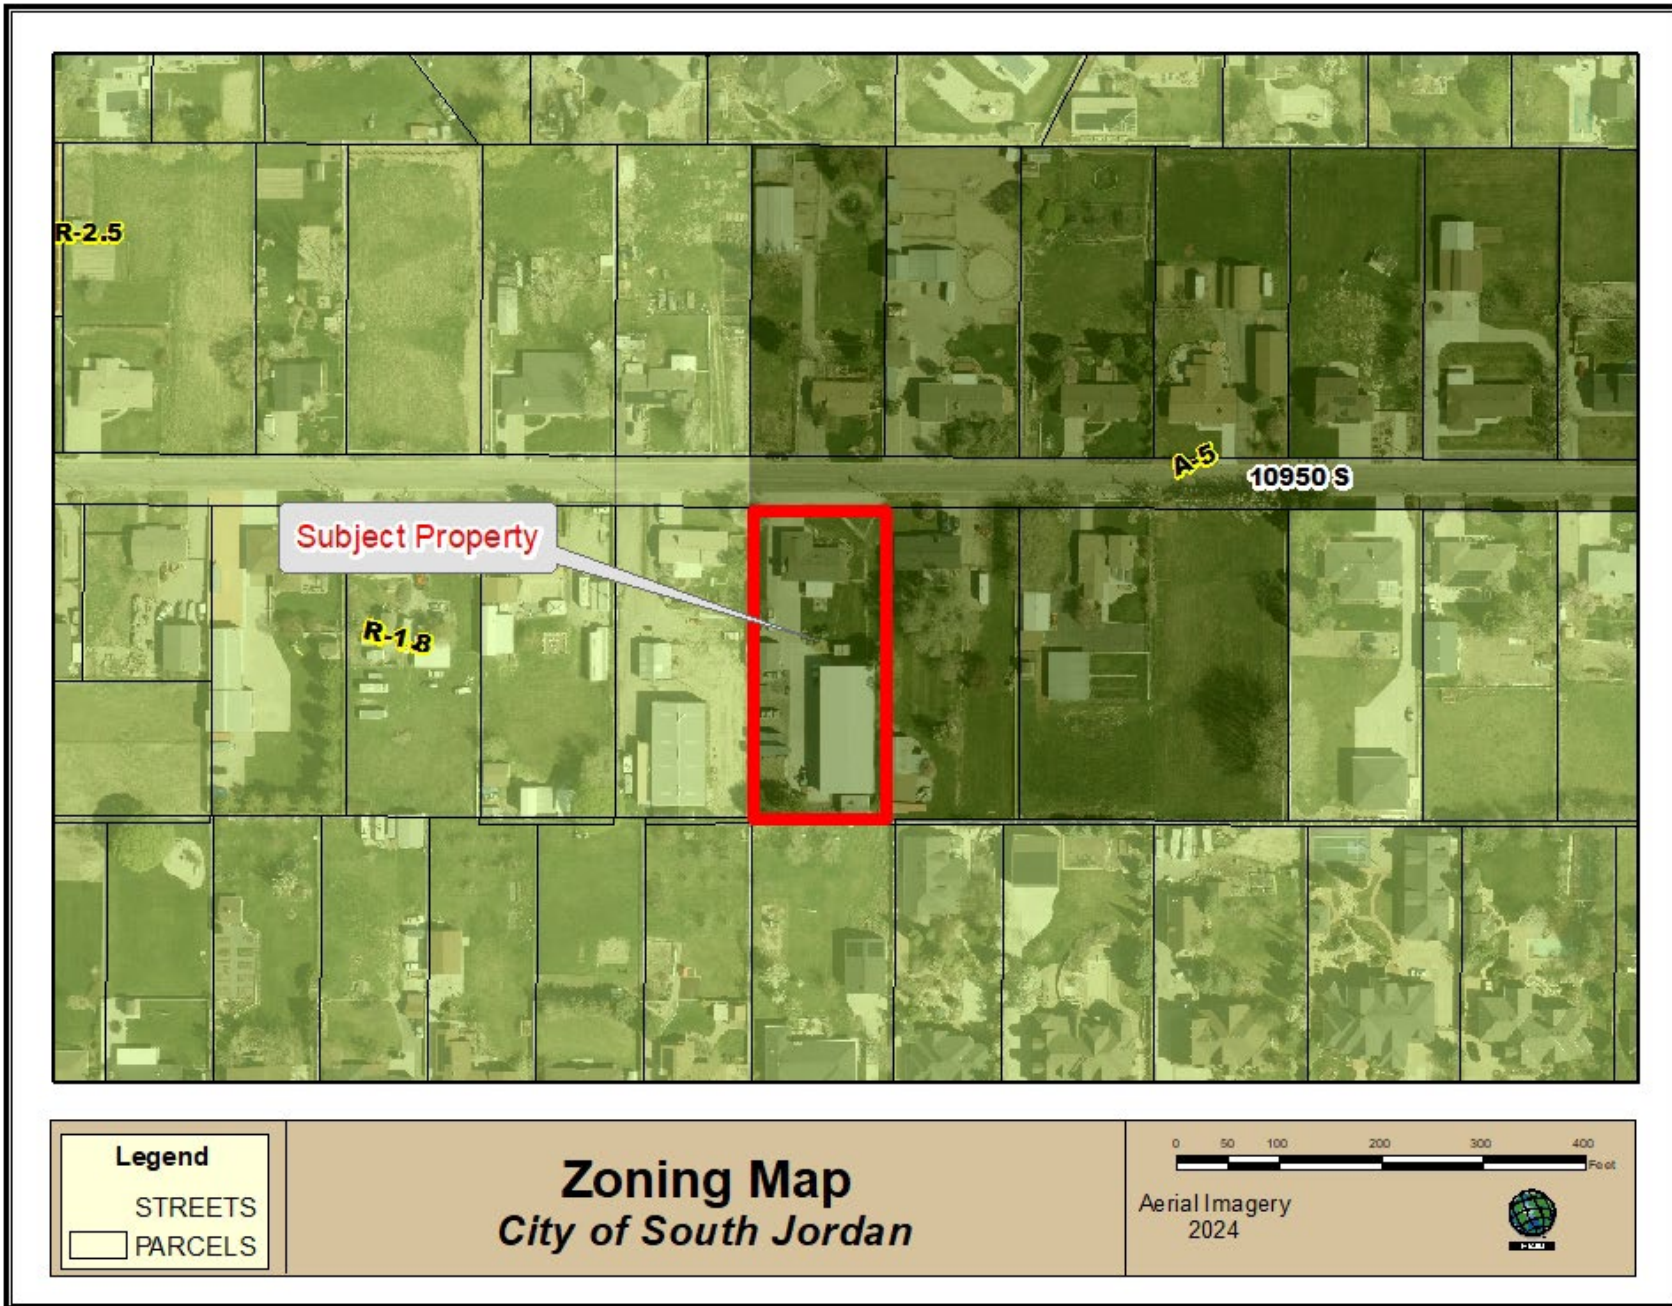 R-2.5
A-5
10950 S
Subject Property
R-1.8
Legend
STREETS
PARCELS
Zoning Map
City of South Jordan
0 50 100 200 300 400
Feet
Aerial Imagery
2024